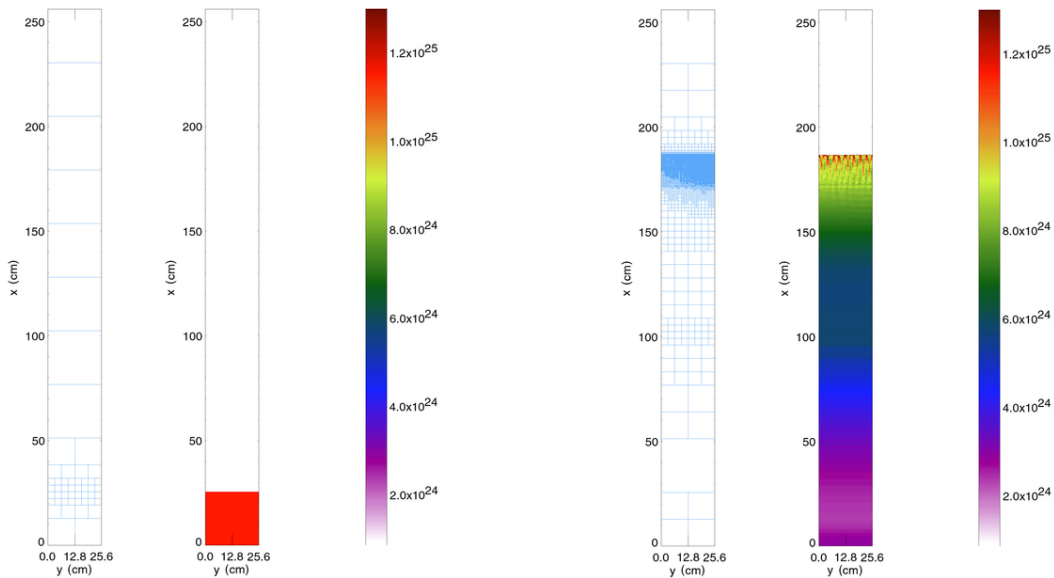 250
200
150
100
50
0
x (cm)
0.0 12.8 25.6
y (cm)
250
200
150
100
50
0
x (cm)
0.0 12.8 25.6
y (cm)
1.2x10^25
1.0x10^25
8.0x10^24
6.0x10^24
4.0x10^24
2.0x10^24
250
200
150
100
50
0
x (cm)
0.0 12.8 25.6
y (cm)
250
200
150
100
50
0
x (cm)
0.0 12.8 25.6
y (cm)
1.2x10^25
1.0x10^25
8.0x10^24
6.0x10^24
4.0x10^24
2.0x10^24